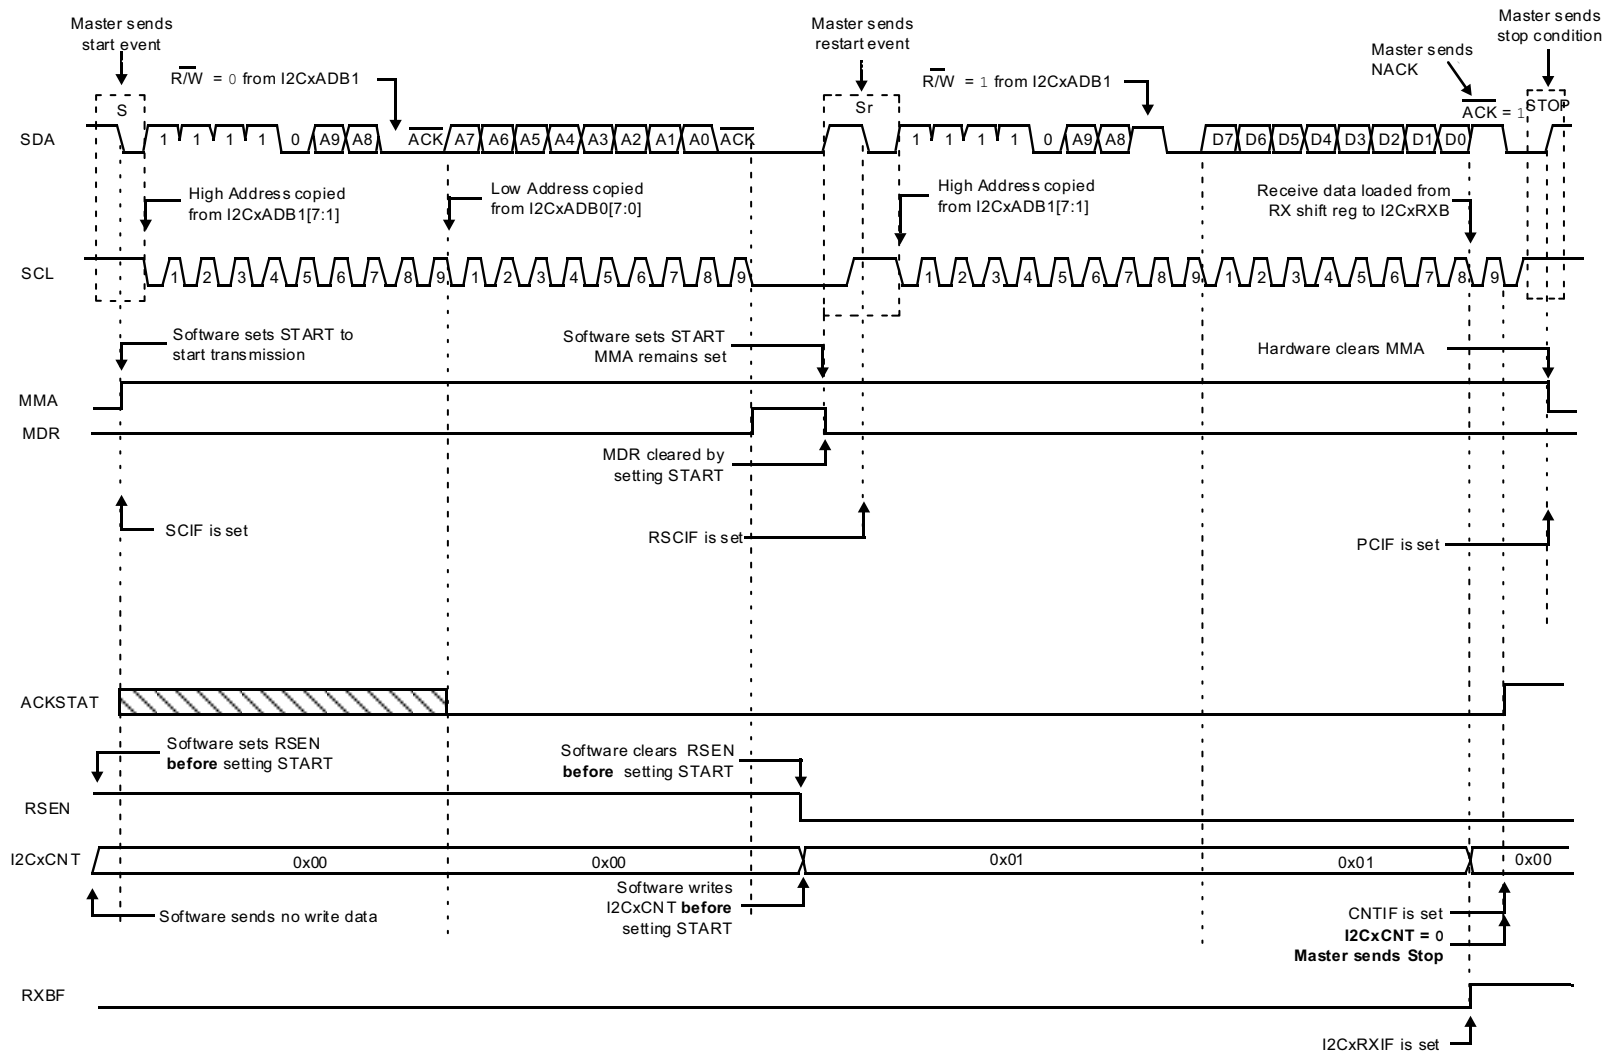 Master sends
start event
Master sends
restart event
Master sends
stop condition
Master sends
NACK
R/W = 0 from I2CxADB1
R/W = 1 from I2CxADB1
S
Sr
STOP
ACK = 1
SDA
1 1 1 1 0 A9 A8 ACK A7 A6 A5 A4 A3 A2 A1 A0 ACK 1 1 1 1 0 A9 A8 D7 D6 D5 D4 D3 D2 D1 D0
High Address copied
from I2CxADB1[7:1]
Low Address copied
from I2CxADB0[7:0]
High Address copied
from I2CxADB1[7:1]
Receive data loaded from
RX shift reg to I2CxRXB
SCL
1 2 3 4 5 6 7 8 9 1 2 3 4 5 6 7 8 9 1 2 3 4 5 6 7 8 9 1 2 3 4 5 6 7 8 9
Software sets START to
start transmission
Software sets START
MMA remains set
Hardware clears MMA
MMA
MDR
MDR cleared by
setting START
SCIF is set
RSCIF is set
PCIF is set
ACKSTAT
Software sets RSEN
before setting START
Software clears RSEN
before setting START
RSEN
I2CxCNT
0x00 0x00 0x01 0x01 0x00
Software sends no write data
Software writes
I2CxCNT before
setting START
CNTIF is set
I2CxCNT = 0
Master sends Stop
RXBF
I2CxRXIF is set